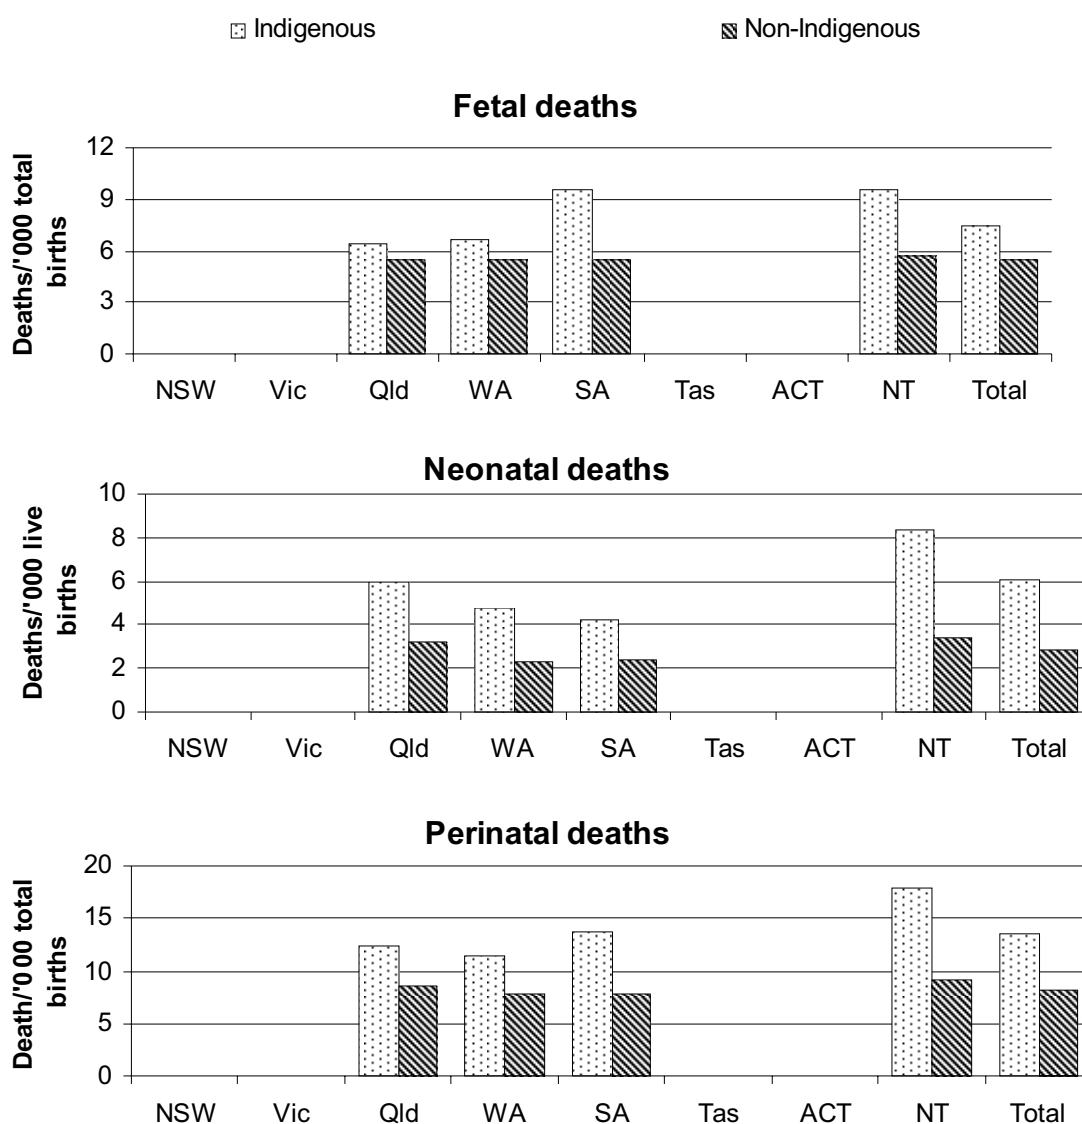 Indigenous Non-Indigenous
Fetal deaths
Deaths/'000 total
births
12
9
6
3
0
NSW Vic Qld WA SA Tas ACT NT Total
Neonatal deaths
Deaths/'000 live
births
10
8
6
4
2
0
NSW Vic Qld WA SA Tas ACT NT Total
Perinatal deaths
Death/'000 total
births
20
15
10
5
0
NSW Vic Qld WA SA Tas ACT NT Total